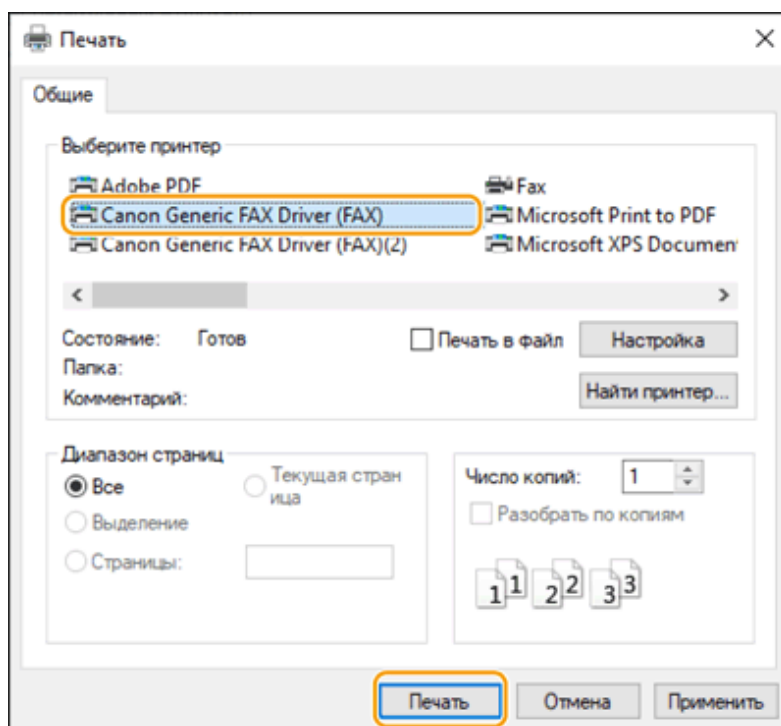 Печать
Общие
Выберите принтер
Adobe PDF
Fax
Canon Generic FAX Driver (FAX)
Microsoft Print to PDF
Canon Generic FAX Driver (FAX)(2)
Microsoft XPS Documen
Состояние: Готов
Печать в файл
Настройка
Папка:
Комментарий:
Найти принтер...
Диапазон страниц
Все
Текущая стран
ица
Выделение
Страницы:
Число копий: 1
Разобрать по копиям
1 1 2 2 3 3
Печать
Отмена
Применить